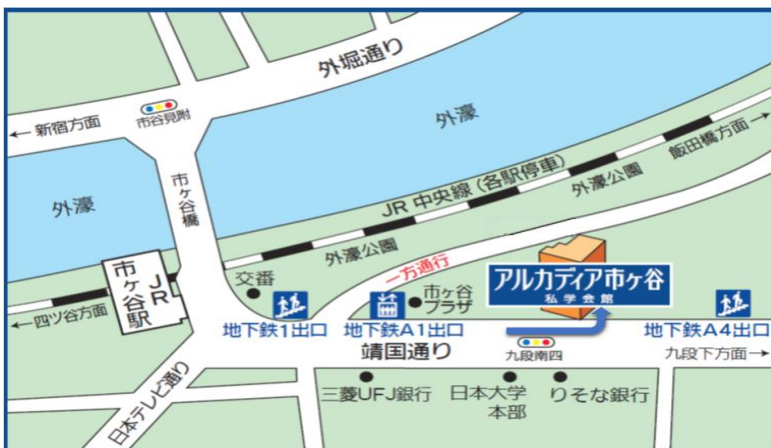 外堀通り
← 新宿方面
市谷見附
外濠
外濠
市ヶ谷橋
JR 中央線 (各駅停車)
外濠公園
飯田橋方面 →
外濠公園
一方通行
JR
市ヶ谷駅
← 四ツ谷方面
交番
市ヶ谷
プラザ
アルカディア市ヶ谷
私学会館
地下鉄1出口
地下鉄A1出口
地下鉄A4出口
靖国通り
九段南四
九段下方面 →
日本テレビ通り
三菱UFJ銀行
日本大学
本部
りそな銀行